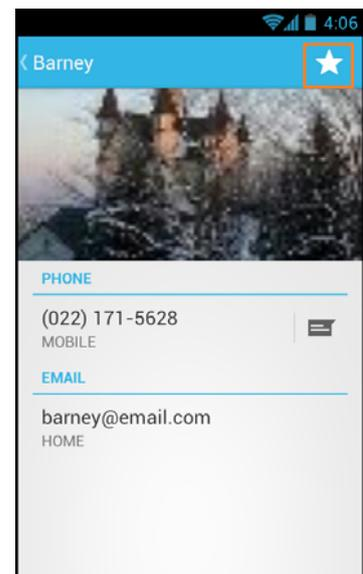 4:06
Barney
PHONE
(022) 171-5628
MOBILE
EMAIL
barney@email.com
HOME